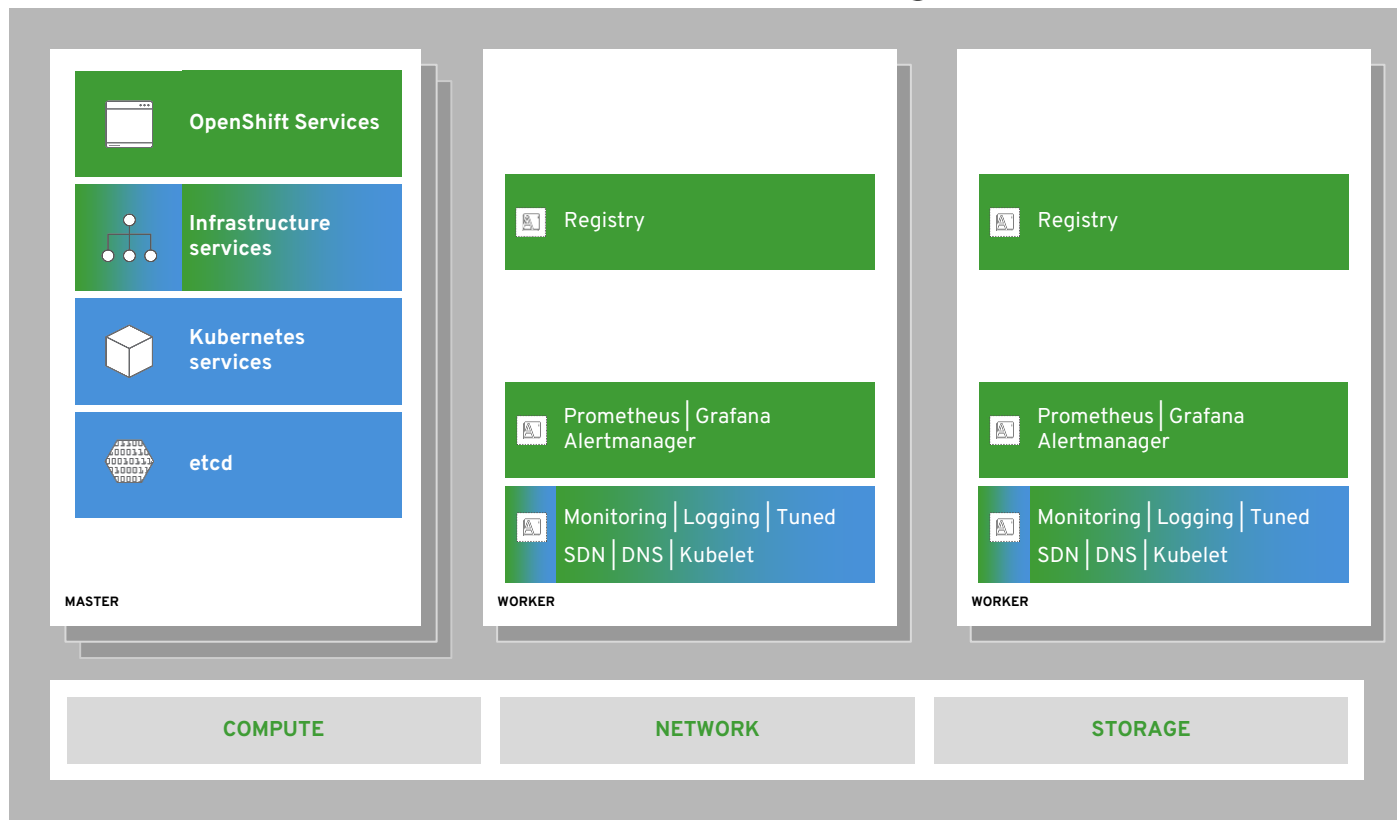 OpenShift Services
Infrastructure
services
Kubernetes
services
etcd
MASTER
Registry
Prometheus | Grafana
Alertmanager
Monitoring | Logging | Tuned
SDN | DNS | Kubelet
WORKER
Registry
Prometheus | Grafana
Alertmanager
Monitoring | Logging | Tuned
SDN | DNS | Kubelet
WORKER
COMPUTE
NETWORK
STORAGE